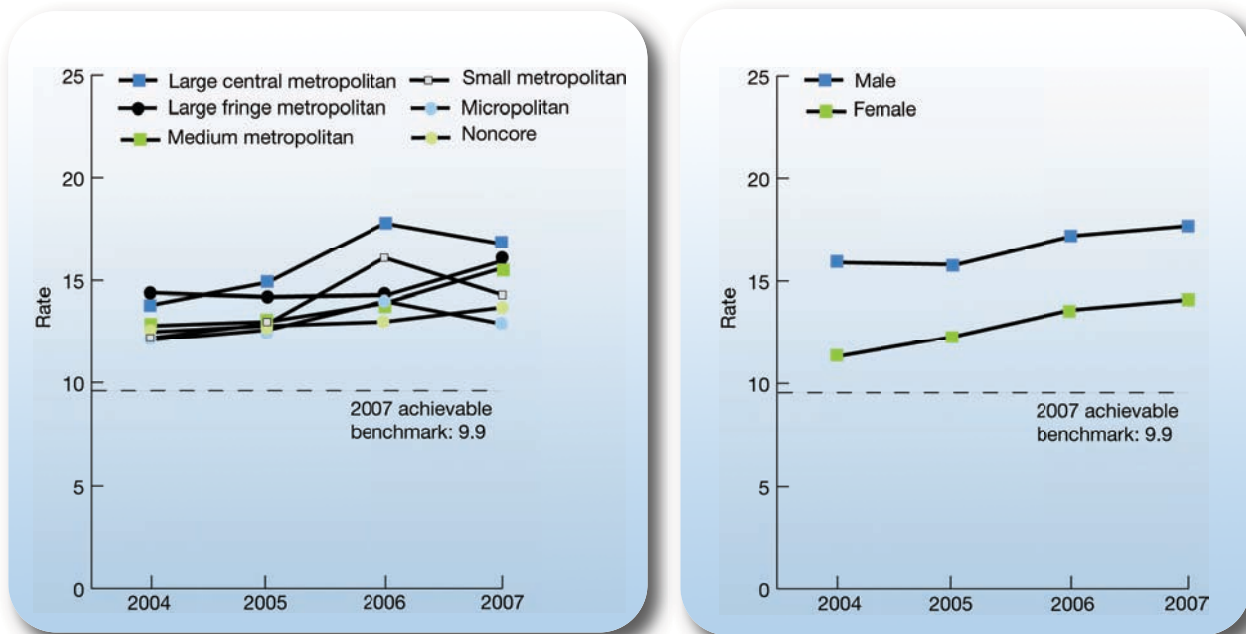 25
Large central metropolitan
Small metropolitan
Large fringe metropolitan
Micropolitan
Medium metropolitan
Noncore
20
15
Rate
10
2007 achievable
benchmark: 9.9
5
0
2004 2005 2006 2007
25
Male
Female
20
15
Rate
10
2007 achievable
benchmark: 9.9
5
0
2004 2005 2006 2007